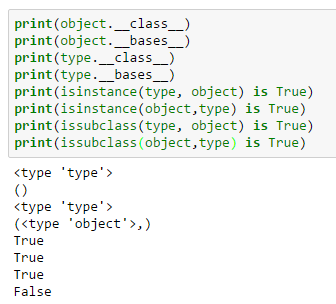 print(object.__class__)
print(object.__bases__)
print(type.__class__)
print(type.__bases__)
print(isinstance(type, object) is True)
print(isinstance(object,type) is True)
print(issubclass(type, object) is True)
print(issubclass(object,type) is True)
<type 'type'>
()
<type 'type'>
(<type 'object'>,)
True
True
True
False